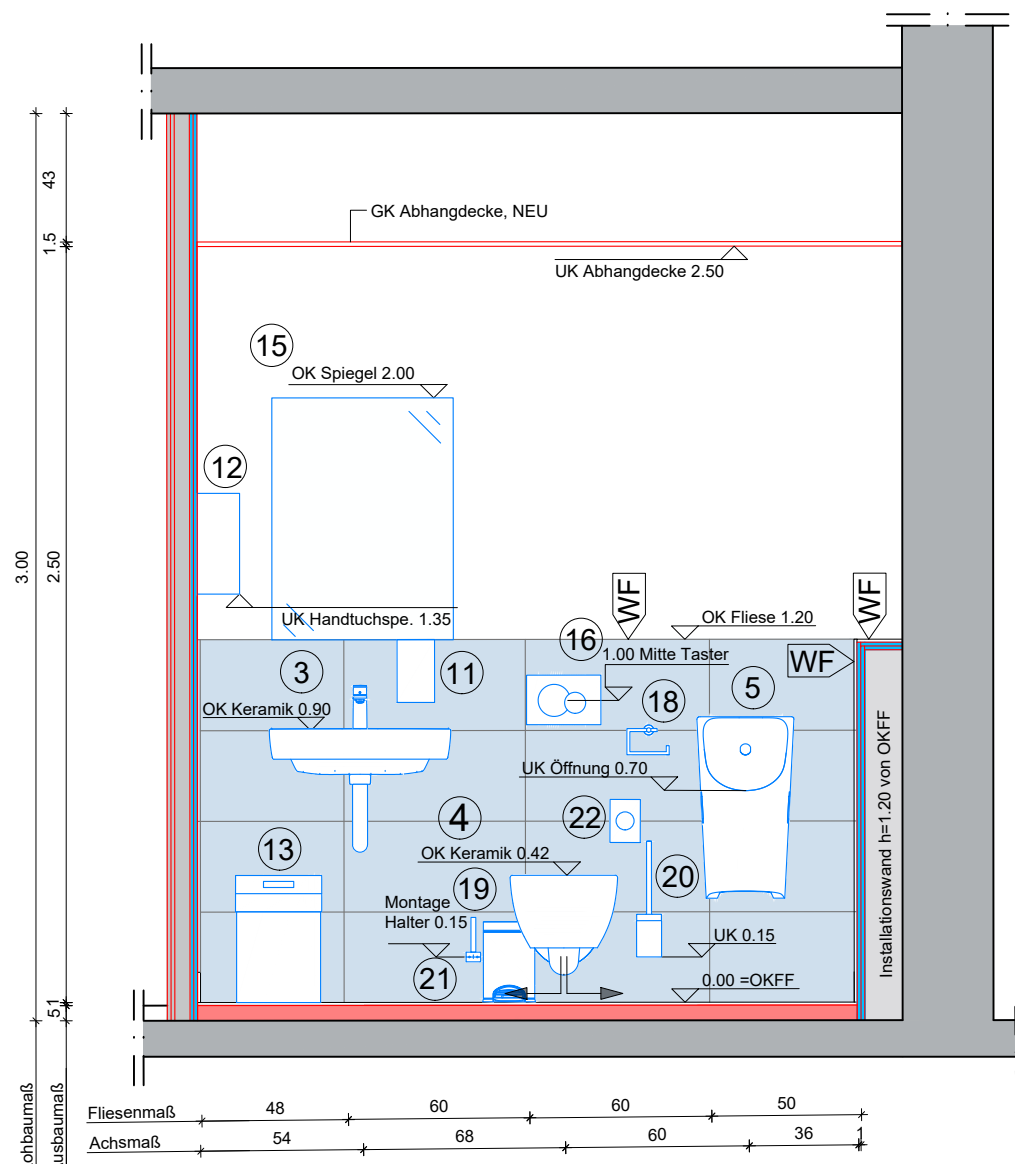 43
GK Abhangdecke, NEU
1.5
UK Abhangdecke 2.50
15
OK Spiegel 2.00
12
3.00
2.50
UK Handtuchspe. 1.35
WF
WF
OK Fliese 1.20
16
1.00 Mitte Taster
WF
3
11
18
5
OK Keramik 0.90
UK Öffnung 0.70
Installationswand h=1.20 von OKFF
4
22
13
OK Keramik 0.42
19
20
Montage
Halter 0.15
UK 0.15
21
0.00 =OKFF
1
5
Fliesenmaß 48 60 60 50
Achsmaß 54 68 60 36 1